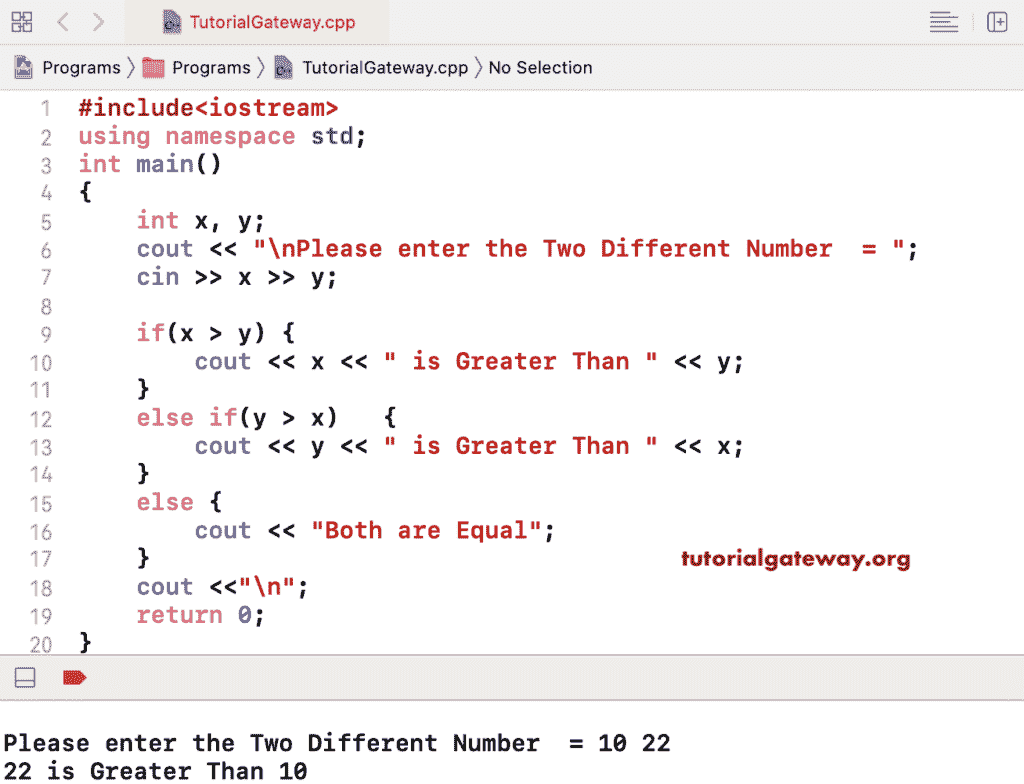 TutorialGateway.cpp
Programs 〉 Programs 〉 TutorialGateway.cpp 〉 No Selection
1 #include<iostream>
2 using namespace std;
3 int main()
4 {
5     int x, y;
6     cout << "\nPlease enter the Two Different Number  = ";
7     cin >> x >> y;
8
9     if(x > y) {
10         cout << x << " is Greater Than " << y;
11     }
12     else if(y > x)   {
13         cout << y << " is Greater Than " << x;
14     }
15     else {
16         cout << "Both are Equal";
17     }
tutorialgateway.org
18     cout <<"\n";
19     return 0;
20 }
Please enter the Two Different Number  = 10 22
22 is Greater Than 10